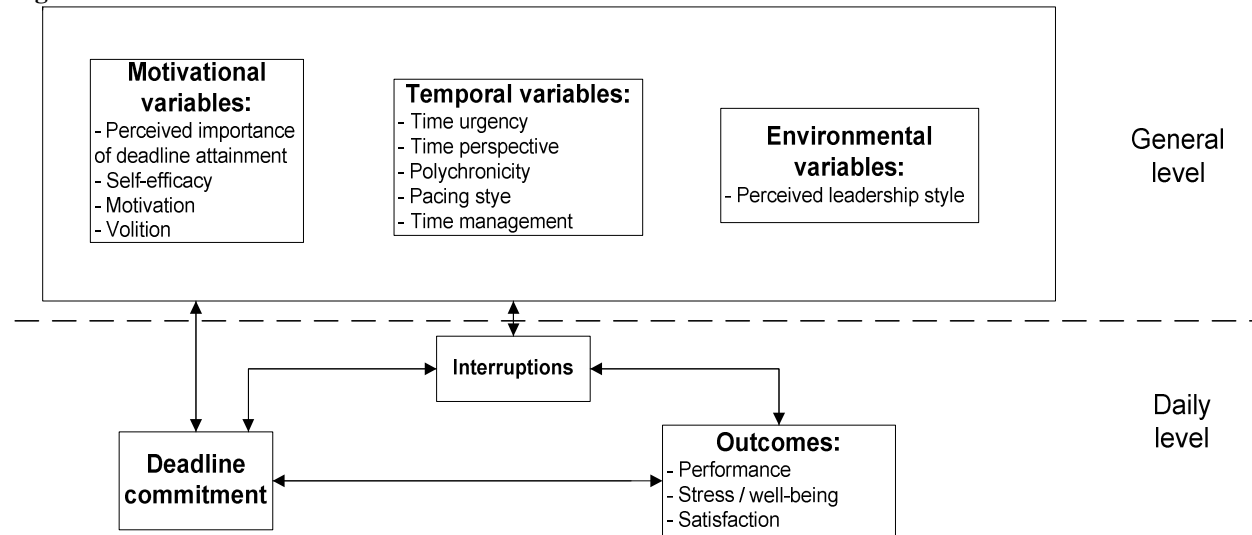 Motivational
variables:
- Perceived importance
of deadline attainment
- Self-efficacy
- Motivation
- Volition
Temporal variables:
- Time urgency
- Time perspective
- Polychronicity
- Pacing stye
- Time management
Environmental
variables:
- Perceived leadership style
General
level
Interruptions
Daily
level
Deadline
commitment
Outcomes:
- Performance
- Stress / well-being
- Satisfaction